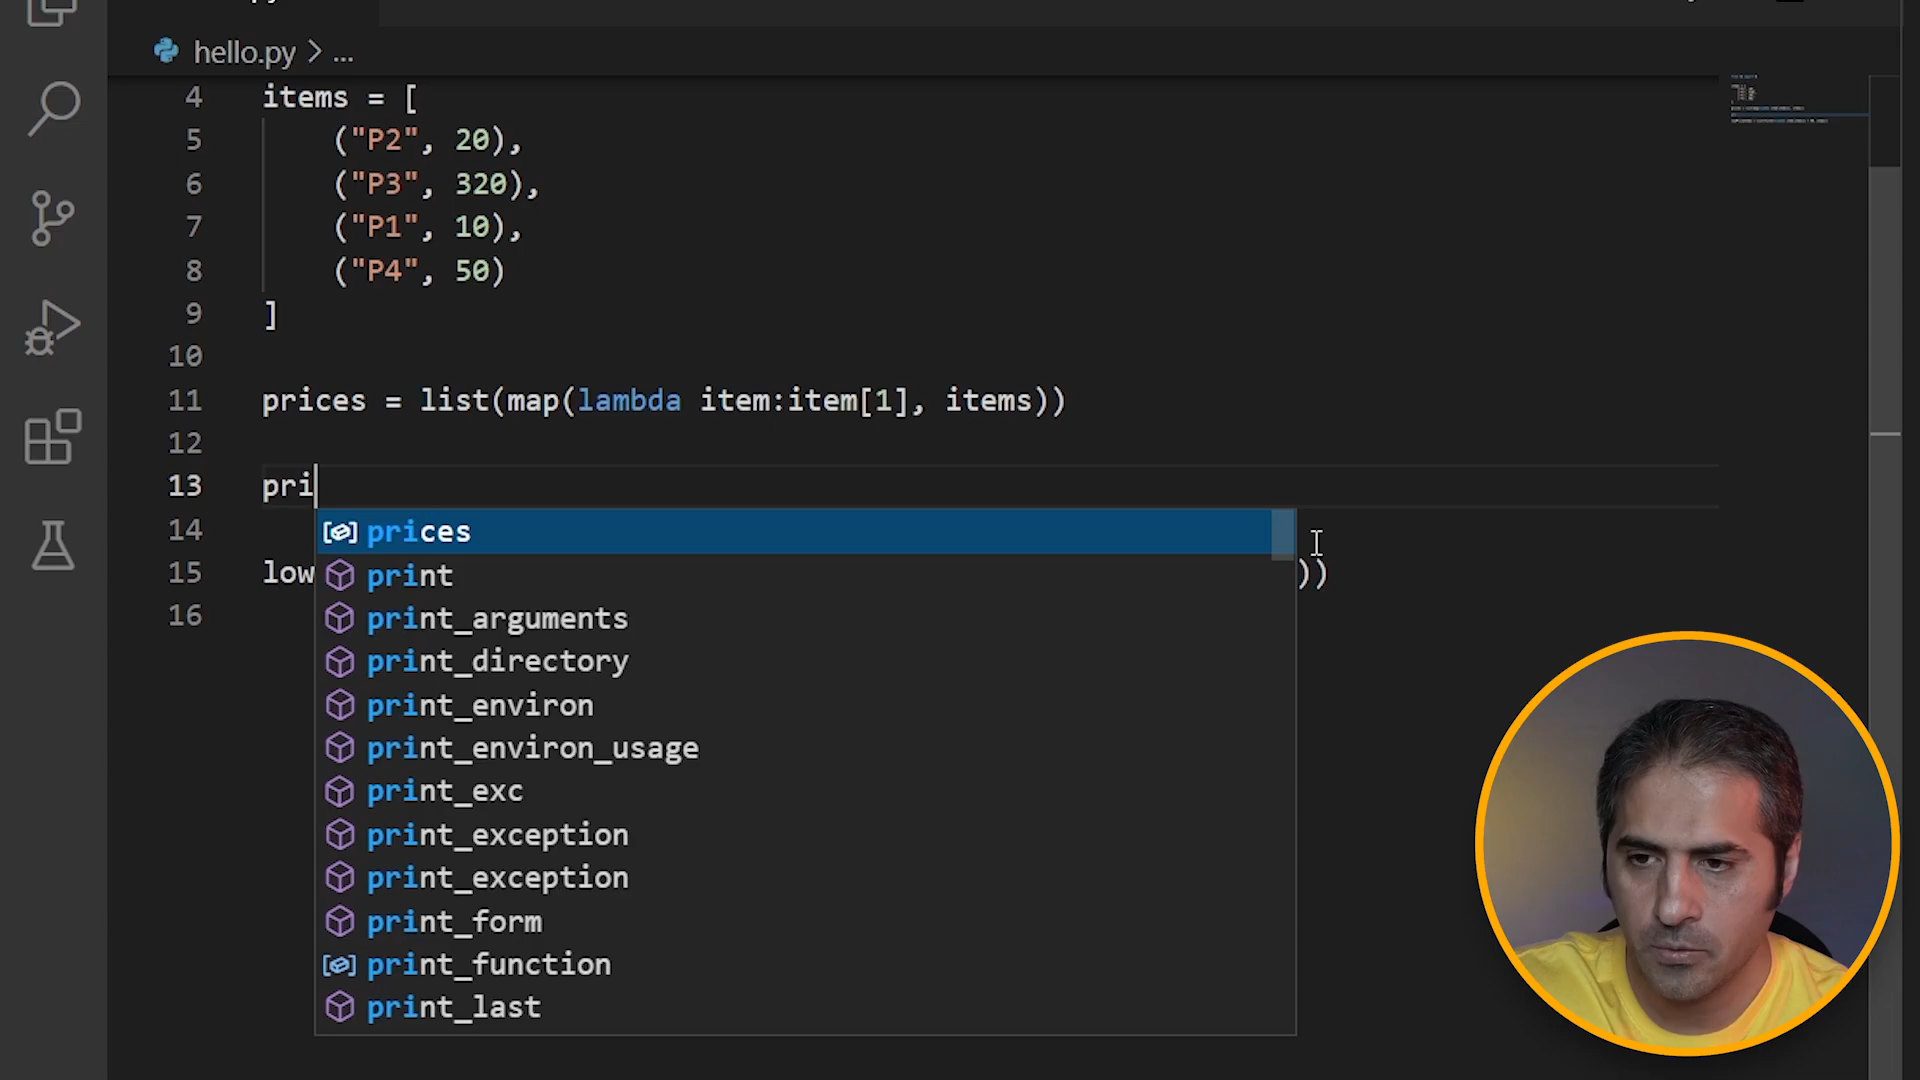 hello.py > ...
4 items = [
5 ("P2", 20),
6 ("P3", 320),
7 ("P1", 10),
8 ("P4", 50)
9 ]
10
11 prices = list(map(lambda item:item[1], items))
12
13 pri
14 prices
print
15 low ))
16 print_arguments
print_directory
print_environ
print_environ_usage
print_exc
print_exception
print_exception
print_form
print_function
print_last